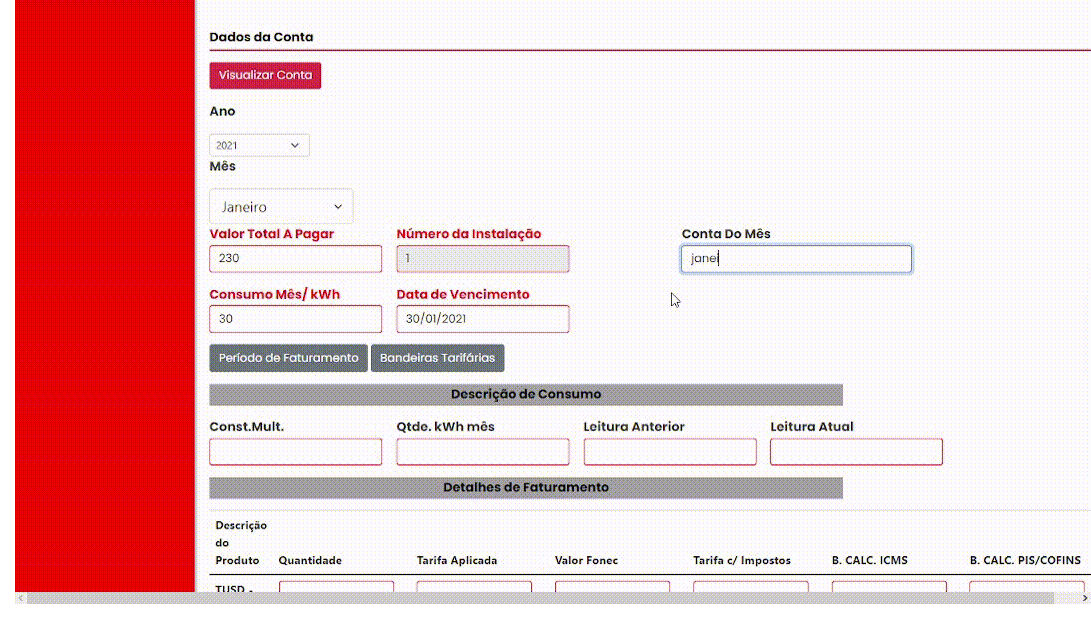 Dados da Conta
Visualizar Conta
Ano
2021
Mês
Janeiro
Valor Total A Pagar Número da Instalação Conta Do Mês
230 1 janei
Consumo Mês/ kWh Data de Vencimento
30 30/01/2021
Período de Faturamento Bandeiras Tarifárias
Descrição de Consumo
Const.Mult. Qtde. kWh mês Leitura Anterior Leitura Atual
Detalhes de Faturamento
Descrição
do
Produto Quantidade Tarifa Aplicada Valor Fonec Tarifa c/ Impostos B. CALC. ICMS B. CALC. PIS/COFINS
TUSD -